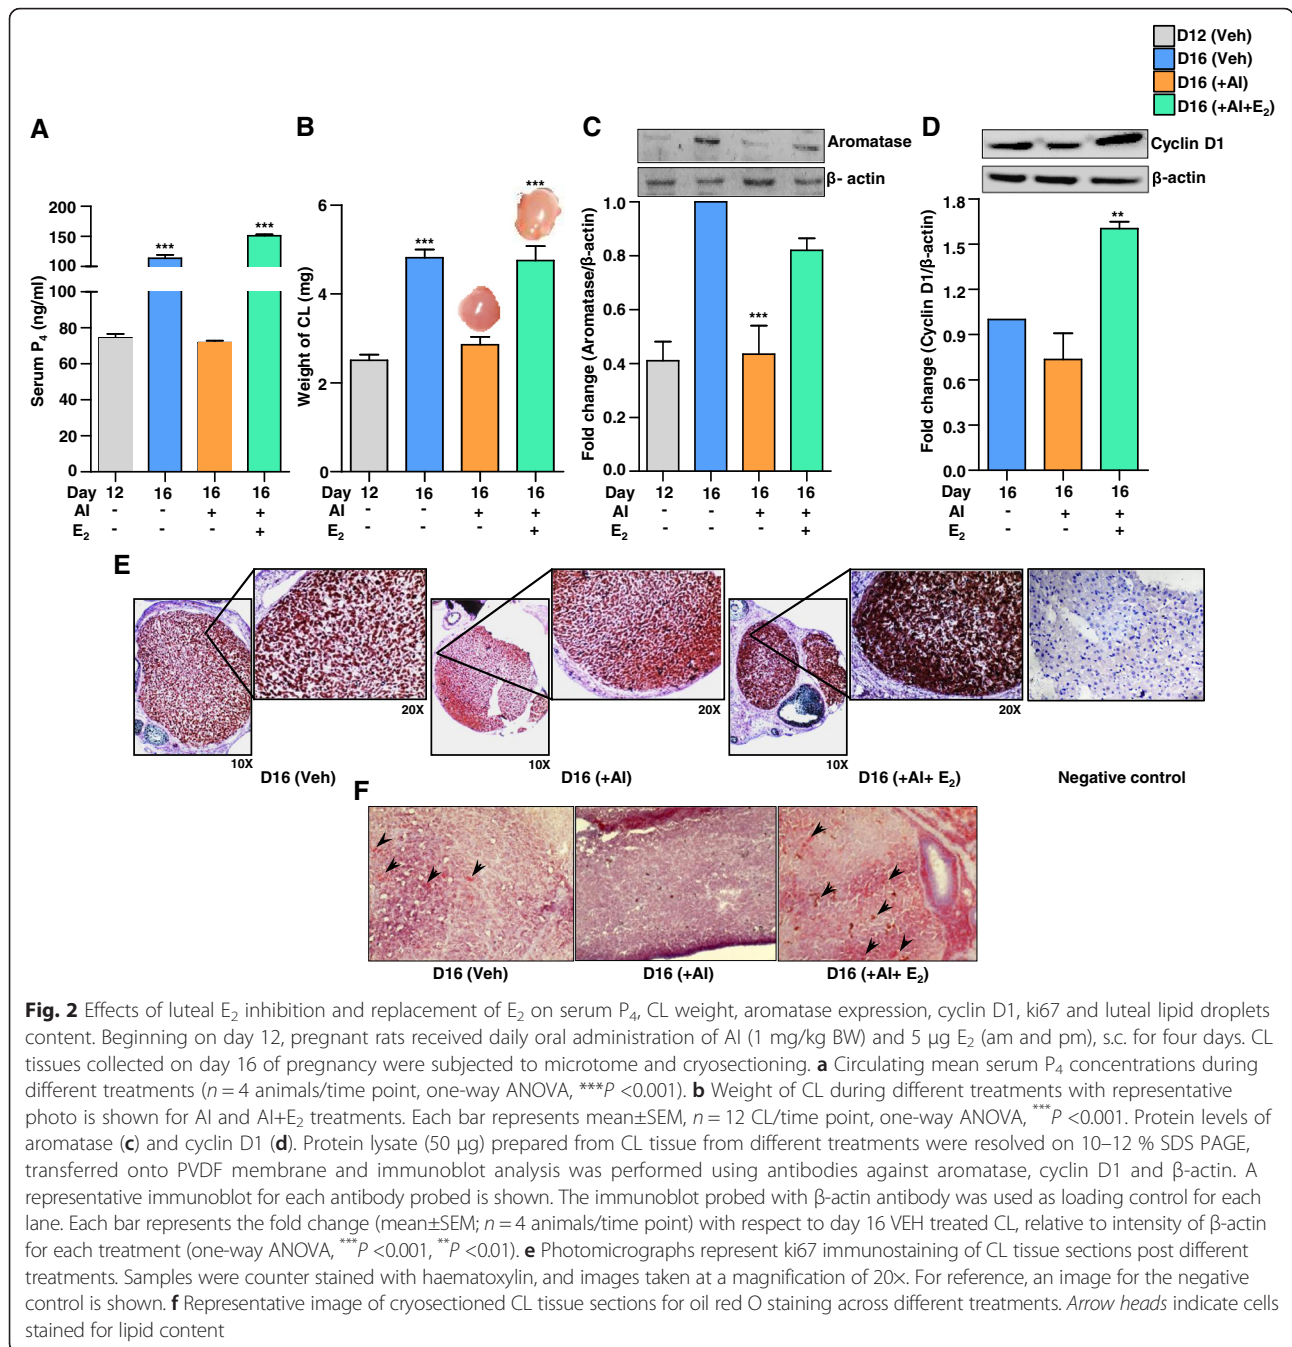 D12 (Veh)
D16 (Veh)
D16 (+AI)
D16 (+AI+E₂)
A
Serum P₄ (ng/ml)
200
150
100
100
80
60
40
20
0
***
***
Day 12 16 16 16
AI - - + +
E₂ - - - +
B
Weight of CL (mg)
6
4
2
0
***
***
Day 12 16 16 16
AI - - + +
E₂ - - - +
C
Aromatase
β- actin
Fold change (Aromatase/β-actin)
1.0
0.8
0.6
0.4
0.2
0.0
***
Day 12 16 16 16
AI - - + +
E₂ - - - +
D
Cyclin D1
β-actin
Fold change (Cyclin D1/β-actin)
1.8
1.5
1.2
0.9
0.6
0.3
0.0
**
Day 16 16 16
AI - + +
E₂ - - +
E
20X
20X
20X
10X
10X
10X
D16 (Veh)
D16 (+AI)
D16 (+AI+ E₂)
Negative control
F
D16 (Veh)
D16 (+AI)
D16 (+AI+ E₂)
Fig. 2 Effects of luteal E₂ inhibition and replacement of E₂ on serum P₄, CL weight, aromatase expression, cyclin D1, ki67 and luteal lipid droplets
content. Beginning on day 12, pregnant rats received daily oral administration of AI (1 mg/kg BW) and 5 μg E₂ (am and pm), s.c. for four days. CL
tissues collected on day 16 of pregnancy were subjected to microtome and cryosectioning. a Circulating mean serum P₄ concentrations during
different treatments (n = 4 animals/time point, one-way ANOVA, ***P <0.001). b Weight of CL during different treatments with representative
photo is shown for AI and AI+E₂ treatments. Each bar represents mean±SEM, n = 12 CL/time point, one-way ANOVA, ***P <0.001. Protein levels of
aromatase (c) and cyclin D1 (d). Protein lysate (50 μg) prepared from CL tissue from different treatments were resolved on 10–12 % SDS PAGE,
transferred onto PVDF membrane and immunoblot analysis was performed using antibodies against aromatase, cyclin D1 and β-actin. A
representative immunoblot for each antibody probed is shown. The immunoblot probed with β-actin antibody was used as loading control for each
lane. Each bar represents the fold change (mean±SEM; n = 4 animals/time point) with respect to day 16 VEH treated CL, relative to intensity of β-actin
for each treatment (one-way ANOVA, ***P <0.001, **P <0.01). e Photomicrographs represent ki67 immunostaining of CL tissue sections post different
treatments. Samples were counter stained with haematoxylin, and images taken at a magnification of 20×. For reference, an image for the negative
control is shown. f Representative image of cryosectioned CL tissue sections for oil red O staining across different treatments. Arrow heads indicate cells
stained for lipid content